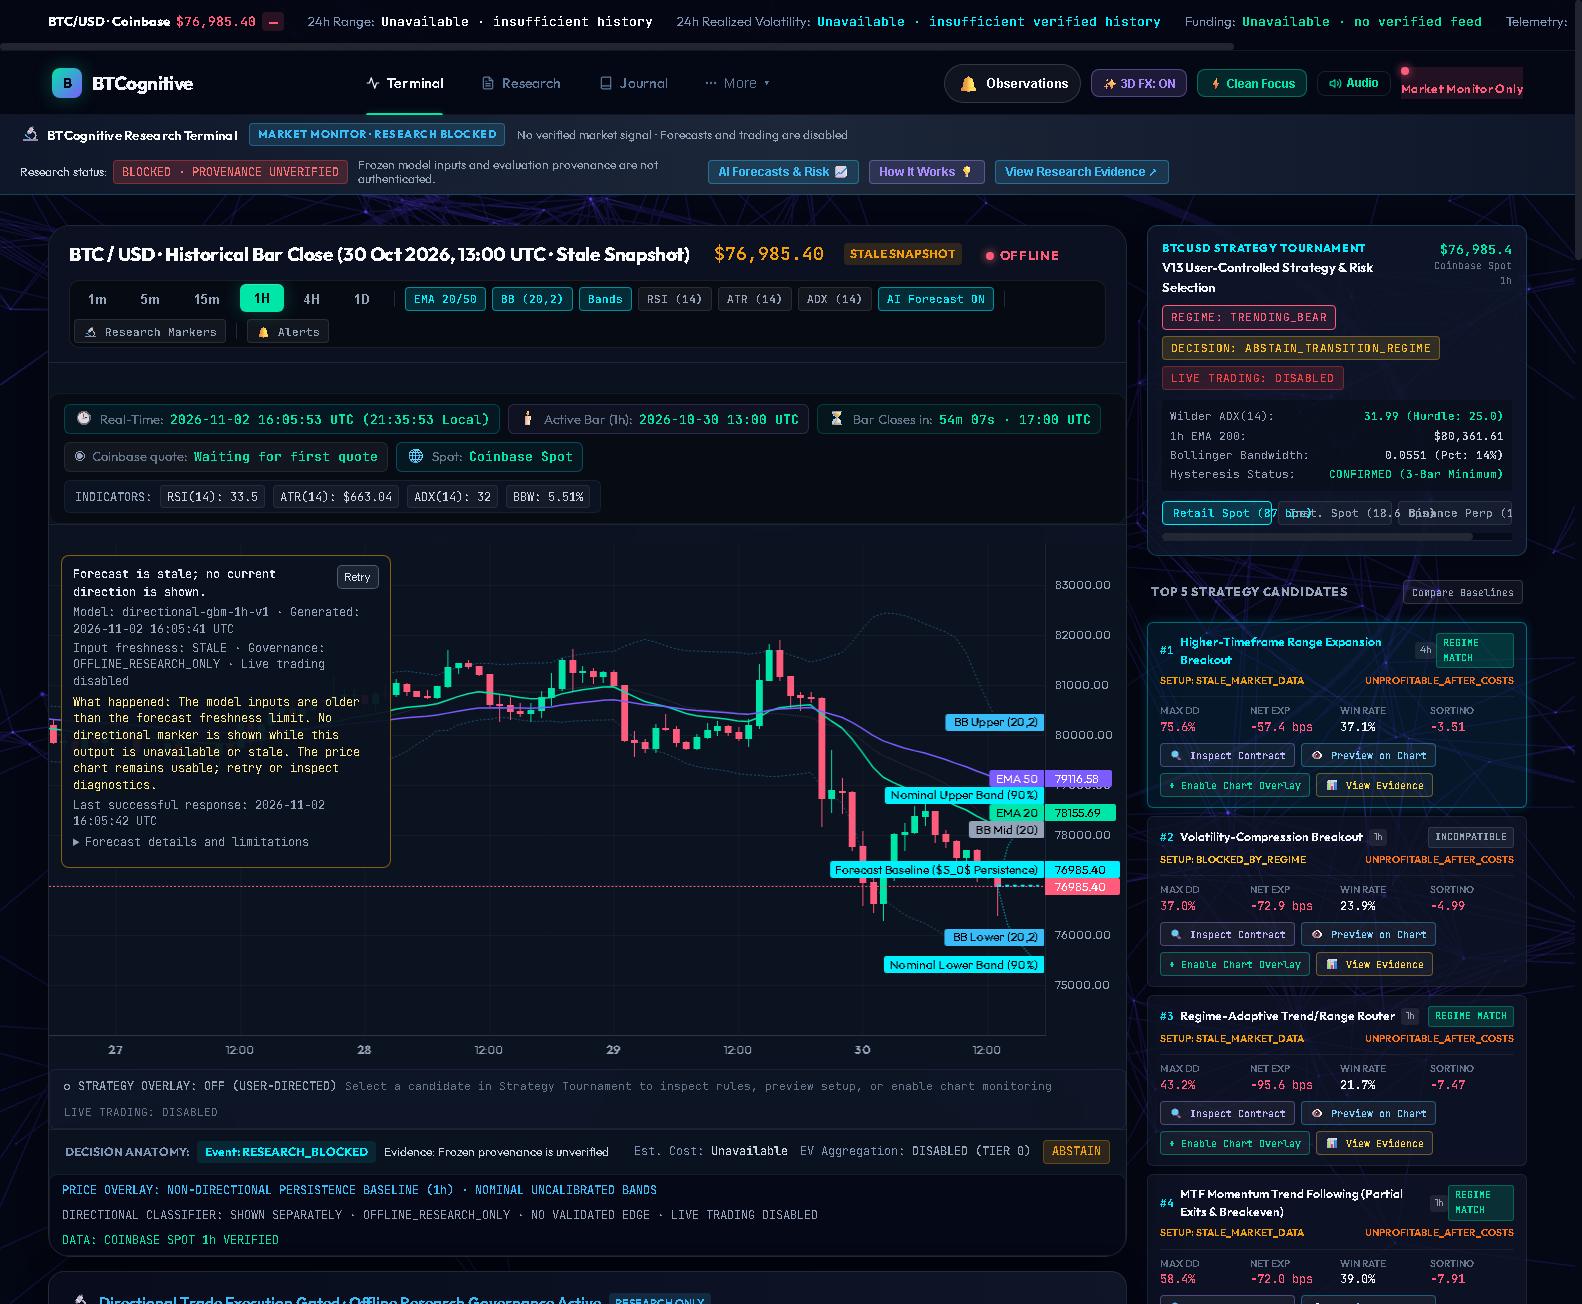 BTC/USD · Coinbase $76,985.40 — 24h Range: Unavailable · insufficient history 24h Realized Volatility: Unavailable · insufficient verified history Funding: Unavailable · no verified feed Telemetry:
B BTCognitive Terminal Research Journal ··· More ▾ Observations 3D FX: ON Clean Focus Audio Market Monitor Only
BTCognitive Research Terminal MARKET MONITOR · RESEARCH BLOCKED No verified market signal · Forecasts and trading are disabled
Research status: BLOCKED · PROVENANCE UNVERIFIED Frozen model inputs and evaluation provenance are not
authenticated.
AI Forecasts & Risk How It Works View Research Evidence ↗
BTC / USD · Historical Bar Close (30 Oct 2026, 13:00 UTC · Stale Snapshot) $76,985.40 STALE SNAPSHOT OFFLINE
1m 5m 15m 1H 4H 1D EMA 20/50 BB (20,2) Bands RSI (14) ATR (14) ADX (14) AI Forecast ON
Research Markers Alerts
Real-Time: 2026-11-02 16:05:53 UTC (21:35:53 Local) Active Bar (1h): 2026-10-30 13:00 UTC Bar Closes in: 54m 07s · 17:00 UTC
Coinbase quote: Waiting for first quote Spot: Coinbase Spot
INDICATORS: RSI(14): 33.5 ATR(14): $663.04 ADX(14): 32 BBW: 5.51%
Forecast is stale; no current
direction is shown.
Retry
Model: directional-gbm-1h-v1 · Generated:
2026-11-02 16:05:41 UTC
Input freshness: STALE · Governance:
OFFLINE_RESEARCH_ONLY · Live trading
disabled
What happened: The model inputs are older
than the forecast freshness limit. No
directional marker is shown while this
output is unavailable or stale. The price
chart remains usable; retry or inspect
diagnostics.
Last successful response: 2026-11-02
16:05:42 UTC
▶ Forecast details and limitations
83000.00
82000.00
81000.00
BB Upper (20,2)
80000.00
EMA 50 79116.58
Nominal Upper Band (90%)
EMA 20 78155.69
BB Mid (20)
78000.00
Forecast Baseline ($S_0$ Persistence) 76985.40
76985.40
BB Lower (20,2) 76000.00
Nominal Lower Band (90%)
75000.00
27 12:00 28 12:00 29 12:00 30 12:00
STRATEGY OVERLAY: OFF (USER-DIRECTED) Select a candidate in Strategy Tournament to inspect rules, preview setup, or enable chart monitoring
LIVE TRADING: DISABLED
DECISION ANATOMY: Event: RESEARCH_BLOCKED Evidence: Frozen provenance is unverified Est. Cost: Unavailable EV Aggregation: DISABLED (TIER 0) ABSTAIN
PRICE OVERLAY: NON-DIRECTIONAL PERSISTENCE BASELINE (1h) · NOMINAL UNCALIBRATED BANDS
DIRECTIONAL CLASSIFIER: SHOWN SEPARATELY · OFFLINE_RESEARCH_ONLY · NO VALIDATED EDGE · LIVE TRADING DISABLED
DATA: COINBASE SPOT 1h VERIFIED
Directional Trade Execution Gated · Offline Research Governance Active RESEARCH ONLY
BTCUSD STRATEGY TOURNAMENT $76,985.4
V13 User-Controlled Strategy & Risk
Selection
Coinbase Spot
1h
REGIME: TRENDING_BEAR
DECISION: ABSTAIN_TRANSITION_REGIME
LIVE TRADING: DISABLED
Wilder ADX(14): 31.99 (Hurdle: 25.0)
1h EMA 200: $80,361.61
Bollinger Bandwidth: 0.0551 (Pct: 14%)
Hysteresis Status: CONFIRMED (3-Bar Minimum)
Retail Spot (87 bps) Inst. Spot (18.6 bps) Binance Perp (1
TOP 5 STRATEGY CANDIDATES Compare Baselines
#1 Higher-Timeframe Range Expansion
Breakout
4h REGIME
MATCH
SETUP: STALE_MARKET_DATA UNPROFITABLE_AFTER_COSTS
MAX DD NET EXP WIN RATE SORTINO
75.6% -57.4 bps 37.1% -3.51
Inspect Contract Preview on Chart
+ Enable Chart Overlay View Evidence
#2 Volatility-Compression Breakout 1h INCOMPATIBLE
SETUP: BLOCKED_BY_REGIME UNPROFITABLE_AFTER_COSTS
MAX DD NET EXP WIN RATE SORTINO
37.0% -72.9 bps 23.9% -4.99
Inspect Contract Preview on Chart
+ Enable Chart Overlay View Evidence
#3 Regime-Adaptive Trend/Range Router 1h REGIME MATCH
SETUP: STALE_MARKET_DATA UNPROFITABLE_AFTER_COSTS
MAX DD NET EXP WIN RATE SORTINO
43.2% -95.6 bps 21.7% -7.47
Inspect Contract Preview on Chart
+ Enable Chart Overlay View Evidence
#4 MTF Momentum Trend Following (Partial
Exits & Breakeven)
1h REGIME
MATCH
SETUP: STALE_MARKET_DATA UNPROFITABLE_AFTER_COSTS
MAX DD NET EXP WIN RATE SORTINO
58.4% -72.0 bps 39.0% -7.91